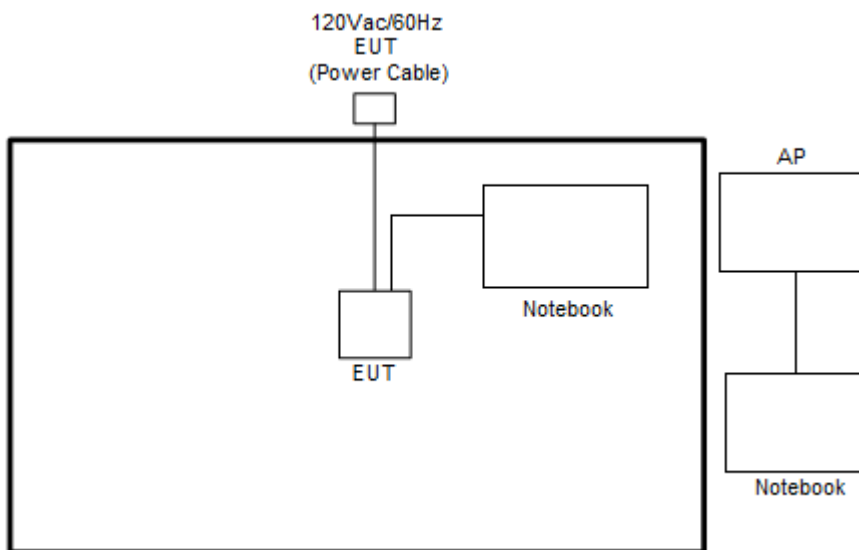 120Vac/60Hz
EUT
(Power Cable)
AP
Notebook
EUT
Notebook